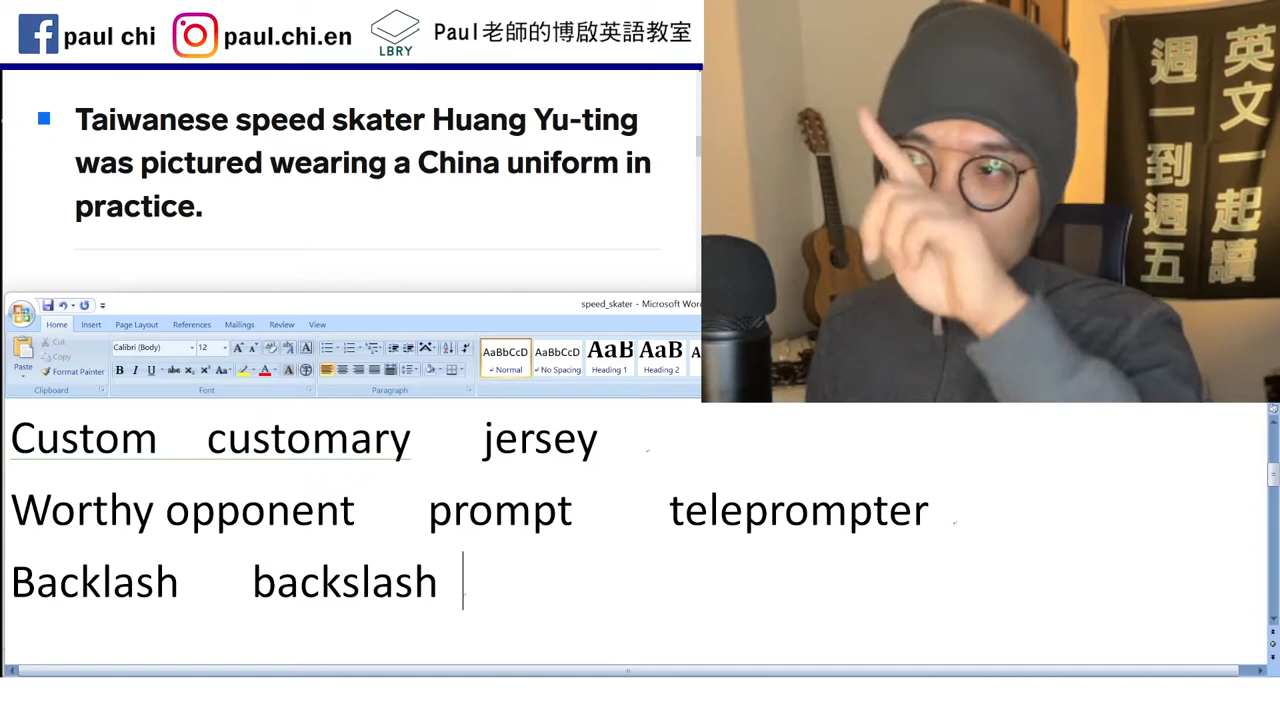 paul chi
paul.chi.en
LBRY
Paul老師的博啟英語教室
Taiwanese speed skater Huang Yu-ting
was pictured wearing a China uniform in
practice.
speed_skater - Microsoft Word
Home Insert Page Layout References Mailings Review View
Cut
Copy
Format Painter
Paste
Clipboard
Calibri (Body) 12
Font
Paragraph
AaBbCcD AaBbCcD AaB AaB
Normal No Spacing Heading 1 Heading 2
Custom customary jersey
Worthy opponent prompt teleprompter
Backlash backslash
英文一起讀
週一到週五